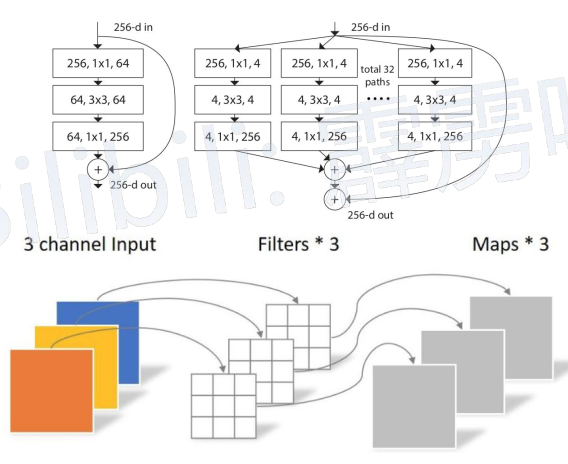 256-d in
256, 1x1, 64
64, 3x3, 64
64, 1x1, 256
+
256-d out
256-d in
256, 1x1, 4
256, 1x1, 4
256, 1x1, 4
total 32
paths
4, 3x3, 4
4, 3x3, 4
....
4, 3x3, 4
4, 1x1, 256
4, 1x1, 256
4, 1x1, 256
+
+
256-d out
bilibili: 霹雳
3 channel Input
Filters * 3
Maps * 3